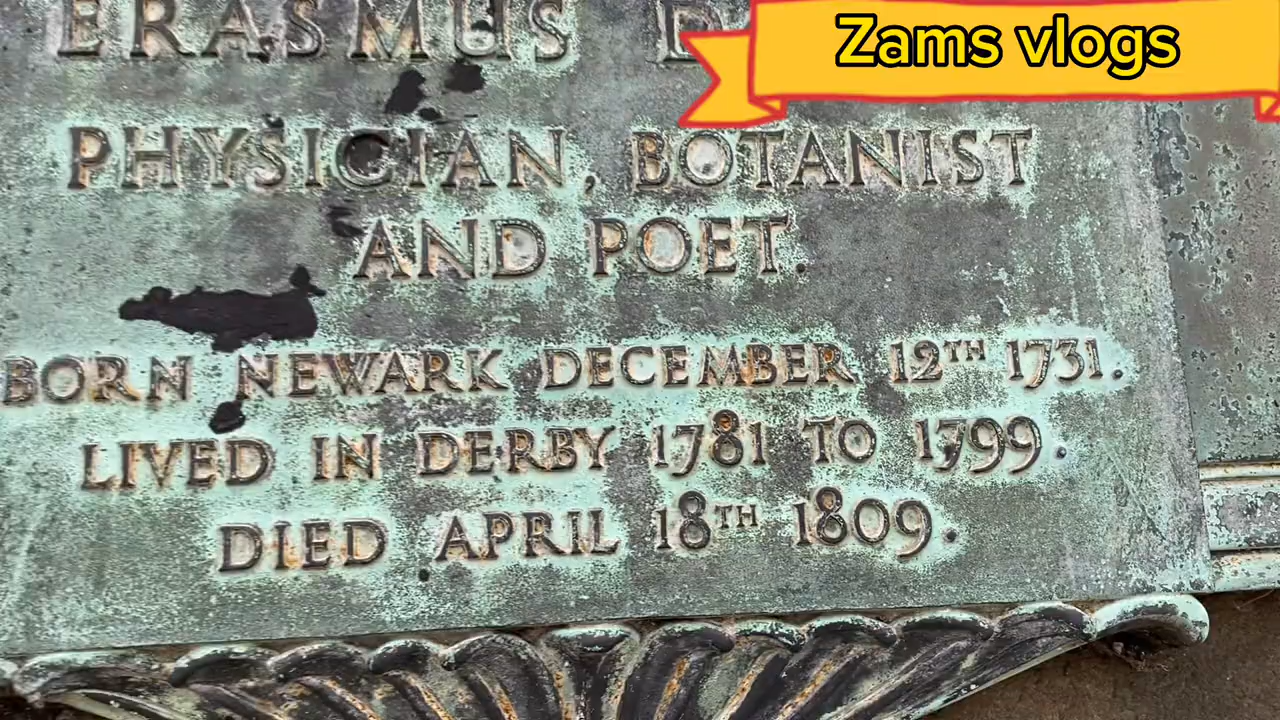 Zams vlogs
ERASMUS D
PHYSICIAN, BOTANIST
AND POET.
BORN NEWARK DECEMBER 12TH 1731.
LIVED IN DERBY 1781 TO 1799.
DIED APRIL 18TH 1809.